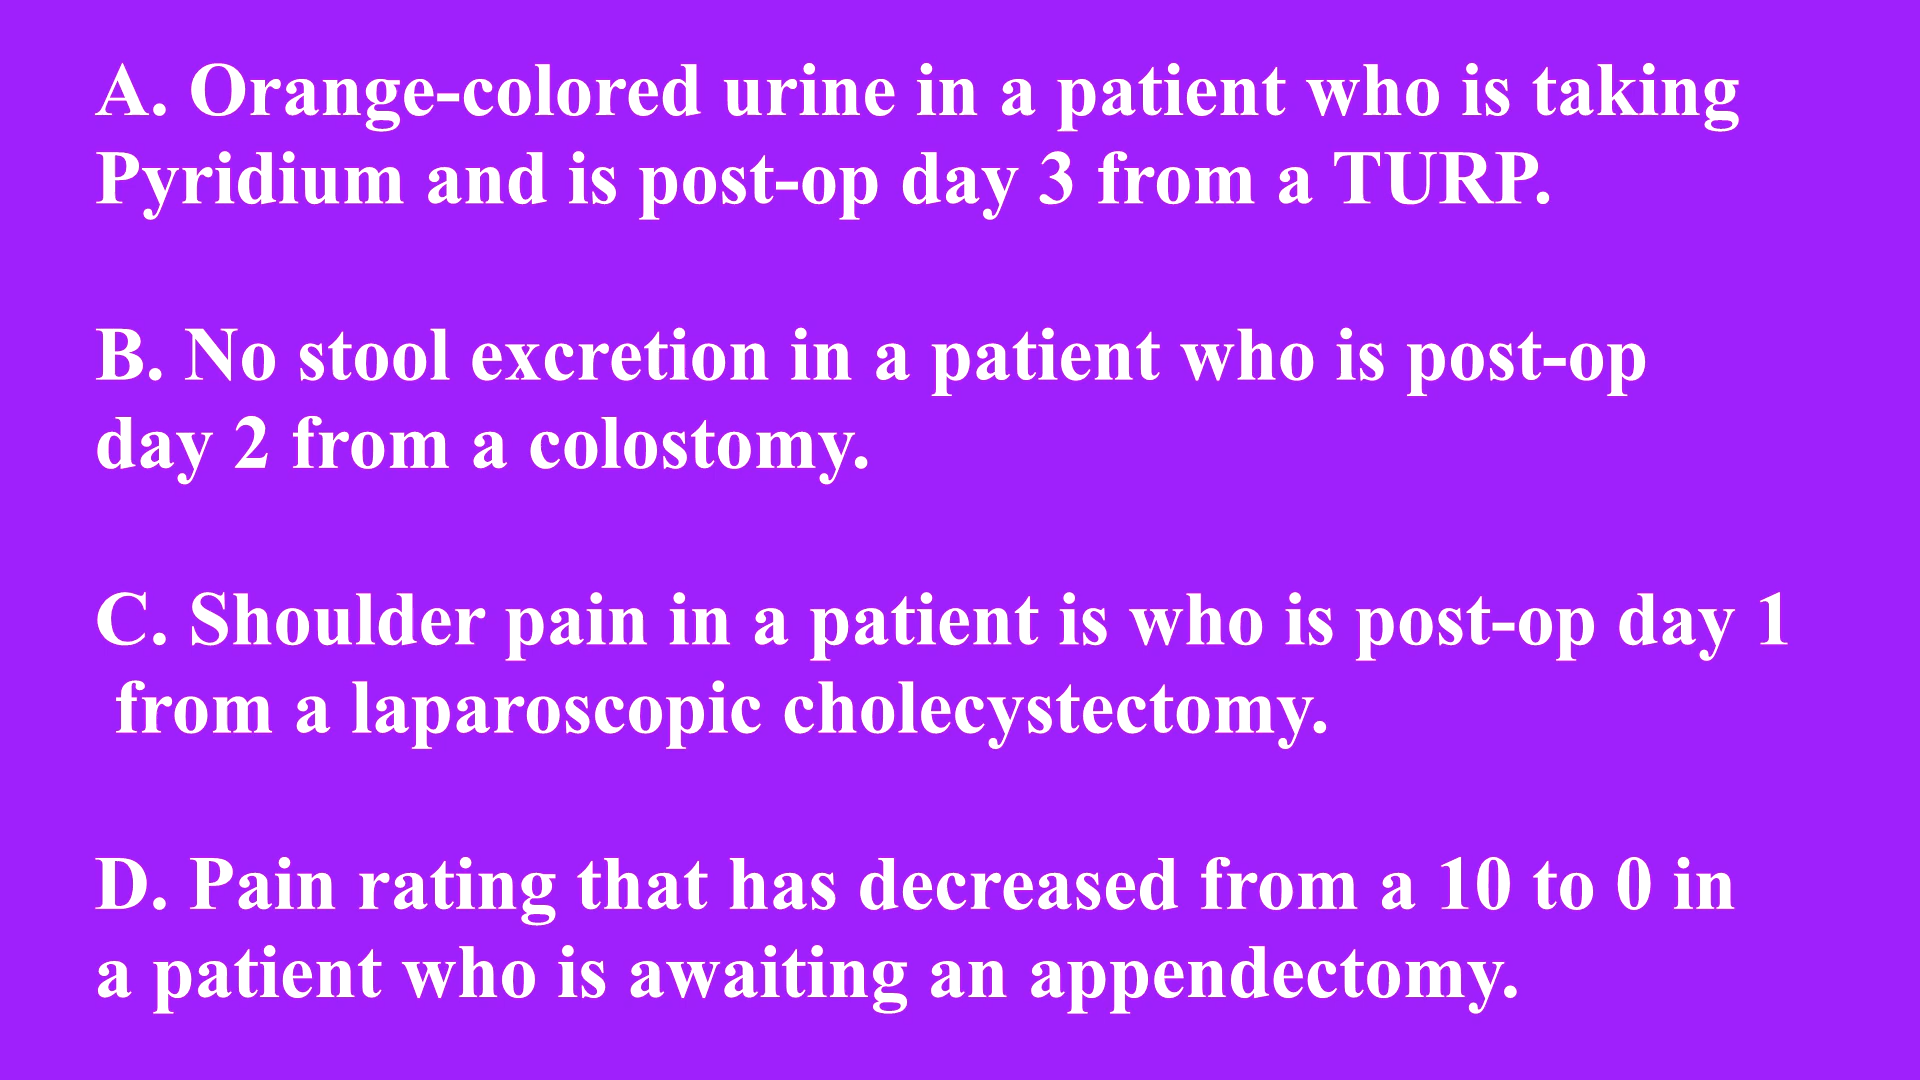 A. Orange-colored urine in a patient who is taking
Pyridium and is post-op day 3 from a TURP.
B. No stool excretion in a patient who is post-op
day 2 from a colostomy.
C. Shoulder pain in a patient is who is post-op day 1
from a laparoscopic cholecystectomy.
D. Pain rating that has decreased from a 10 to 0 in
a patient who is awaiting an appendectomy.